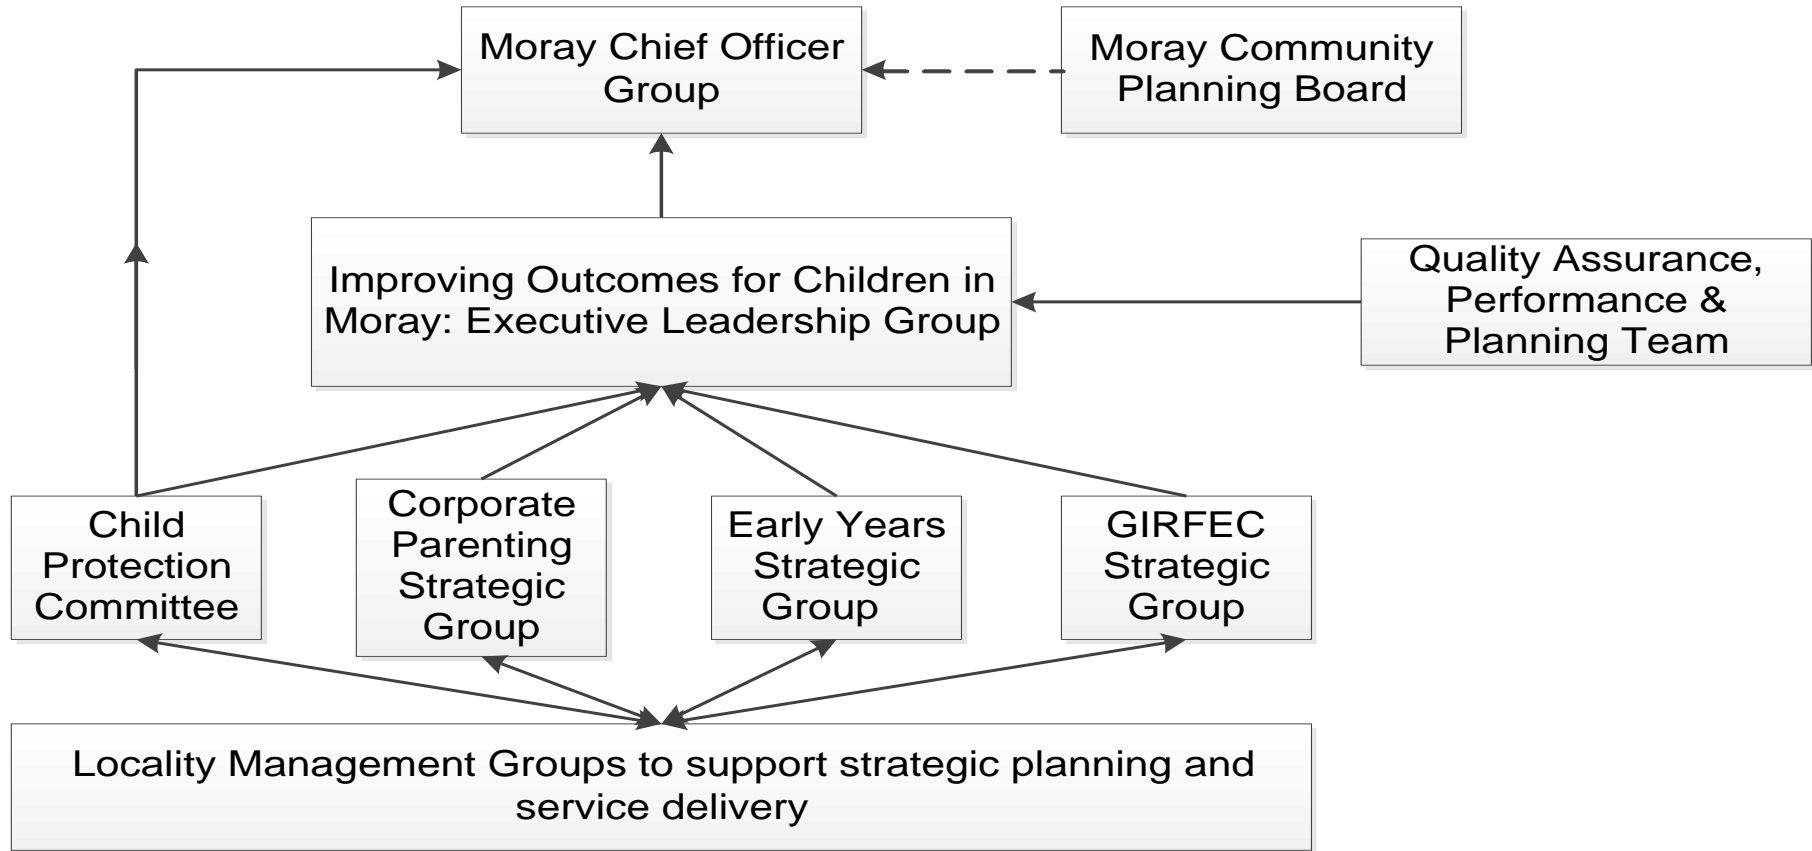 Moray Chief Officer
Group
Moray Community
Planning Board
Improving Outcomes for Children in
Moray: Executive Leadership Group
Quality Assurance,
Performance &
Planning Team
Child
Protection
Committee
Corporate
Parenting
Strategic
Group
Early Years
Strategic
Group
GIRFEC
Strategic
Group
Locality Management Groups to support strategic planning and
service delivery